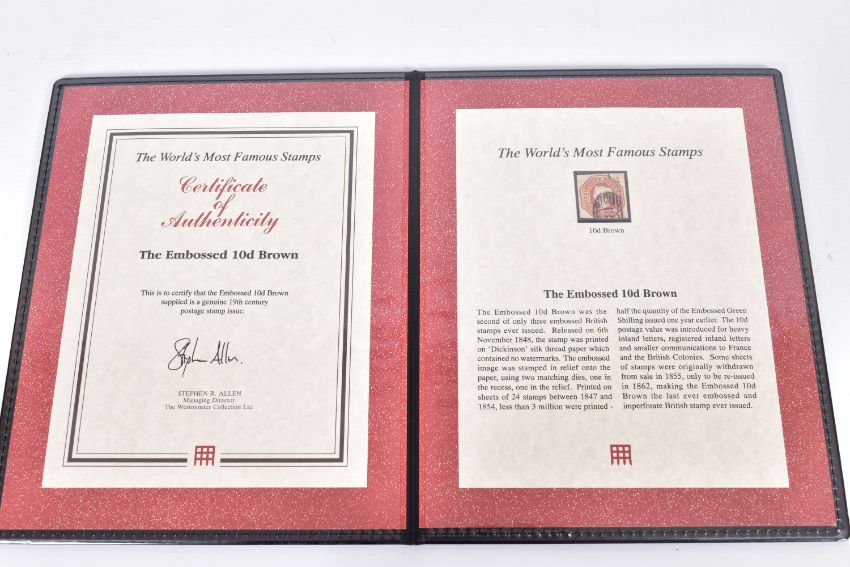 The World's Most Famous Stamps
Certificate
of
Authenticity
The Embossed 10d Brown
This is to certify that the Embossed 10d Brown
supplied is a genuine 19th century
postage stamp issue.
Stephen Allen.
STEPHEN R. ALLEN
Managing Director
The Westminster Collection Ltd
The World's Most Famous Stamps
10d Brown
The Embossed 10d Brown
The Embossed 10d Brown was the
second of only three embossed British
stamps ever issued. Released on 6th
November 1848, the stamp was printed
on 'Dickinson' silk thread paper which
contained no watermarks. The embossed
image was stamped in relief onto the
paper, using two matching dies, one in
the recess, one in the relief. Printed on
sheets of 24 stamps between 1847 and
1854, less than 3 million were printed -
half the quantity of the Embossed Green
Shilling issued one year earlier. The 10d
postage value was introduced for heavy
inland letters, registered inland letters
and smaller communications to France
and the British Colonies. Some sheets
of stamps were originally withdrawn
from sale in 1855, only to be re-issued
in 1862, making the Embossed 10d
Brown the last ever embossed and
imperforate British stamp ever issued.